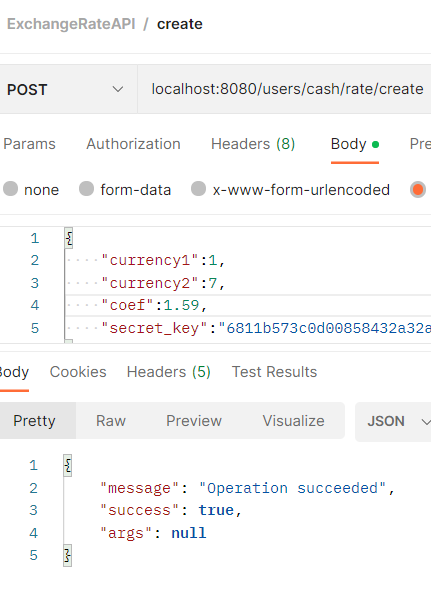 ExchangeRateAPI / create
POST localhost:8080/users/cash/rate/create
Params Authorization Headers (8) Body Pre
none form-data x-www-form-urlencoded
1 {
2 "currency1":1,
3 "currency2":7,
4 "coef":1.59,
5 "secret_key":"6811b573c0d00858432a32a
Body Cookies Headers (5) Test Results
Pretty Raw Preview Visualize JSON
1 {
2 "message": "Operation succeeded",
3 "success": true,
4 "args": null
5 }